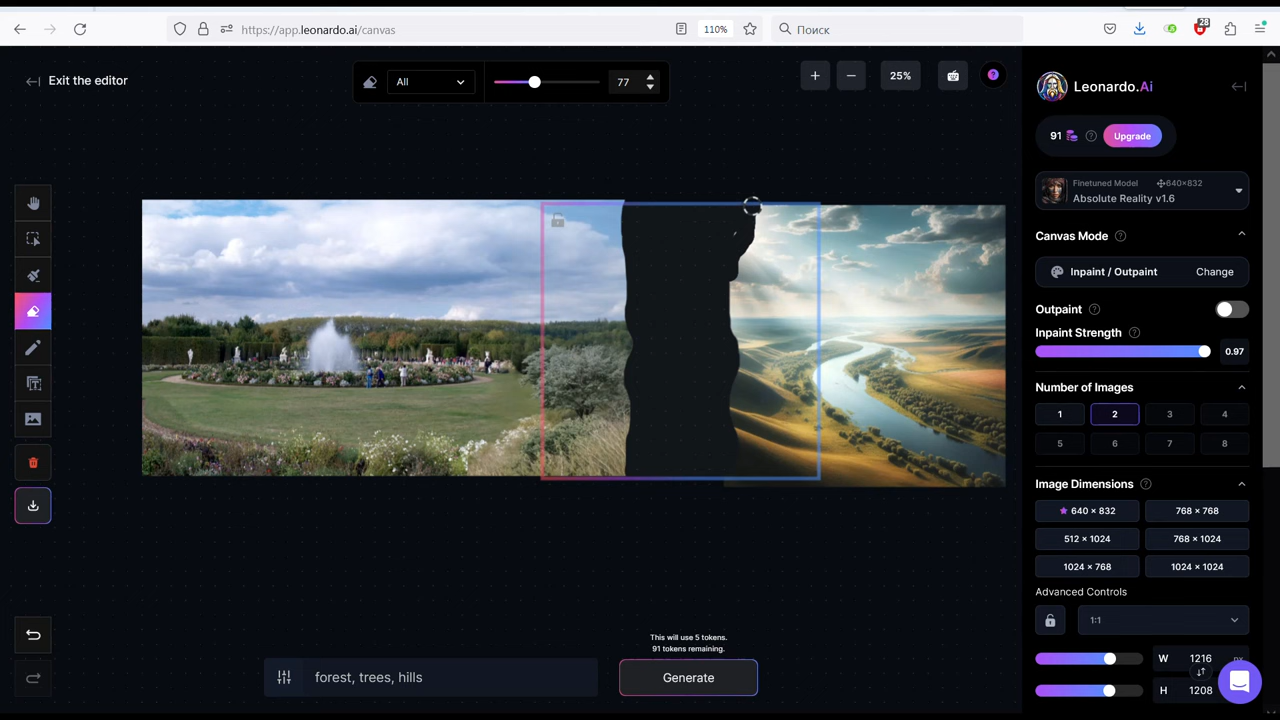 https://app.leonardo.ai/canvas
110%
Поиск
28
Exit the editor
All
77
25%
?
Leonardo.Ai
91
Upgrade
Finetuned Model
640×832
Absolute Reality v1.6
Canvas Mode
Inpaint / Outpaint
Change
Outpaint
Inpaint Strength
0.97
Number of Images
1 2 3 4
5 6 7 8
Image Dimensions
640 × 832
768 × 768
512 × 1024
768 × 1024
1024 × 768
1024 × 1024
Advanced Controls
1:1
W 1216 px
H 1208
This will use 5 tokens.
91 tokens remaining.
forest, trees, hills
Generate